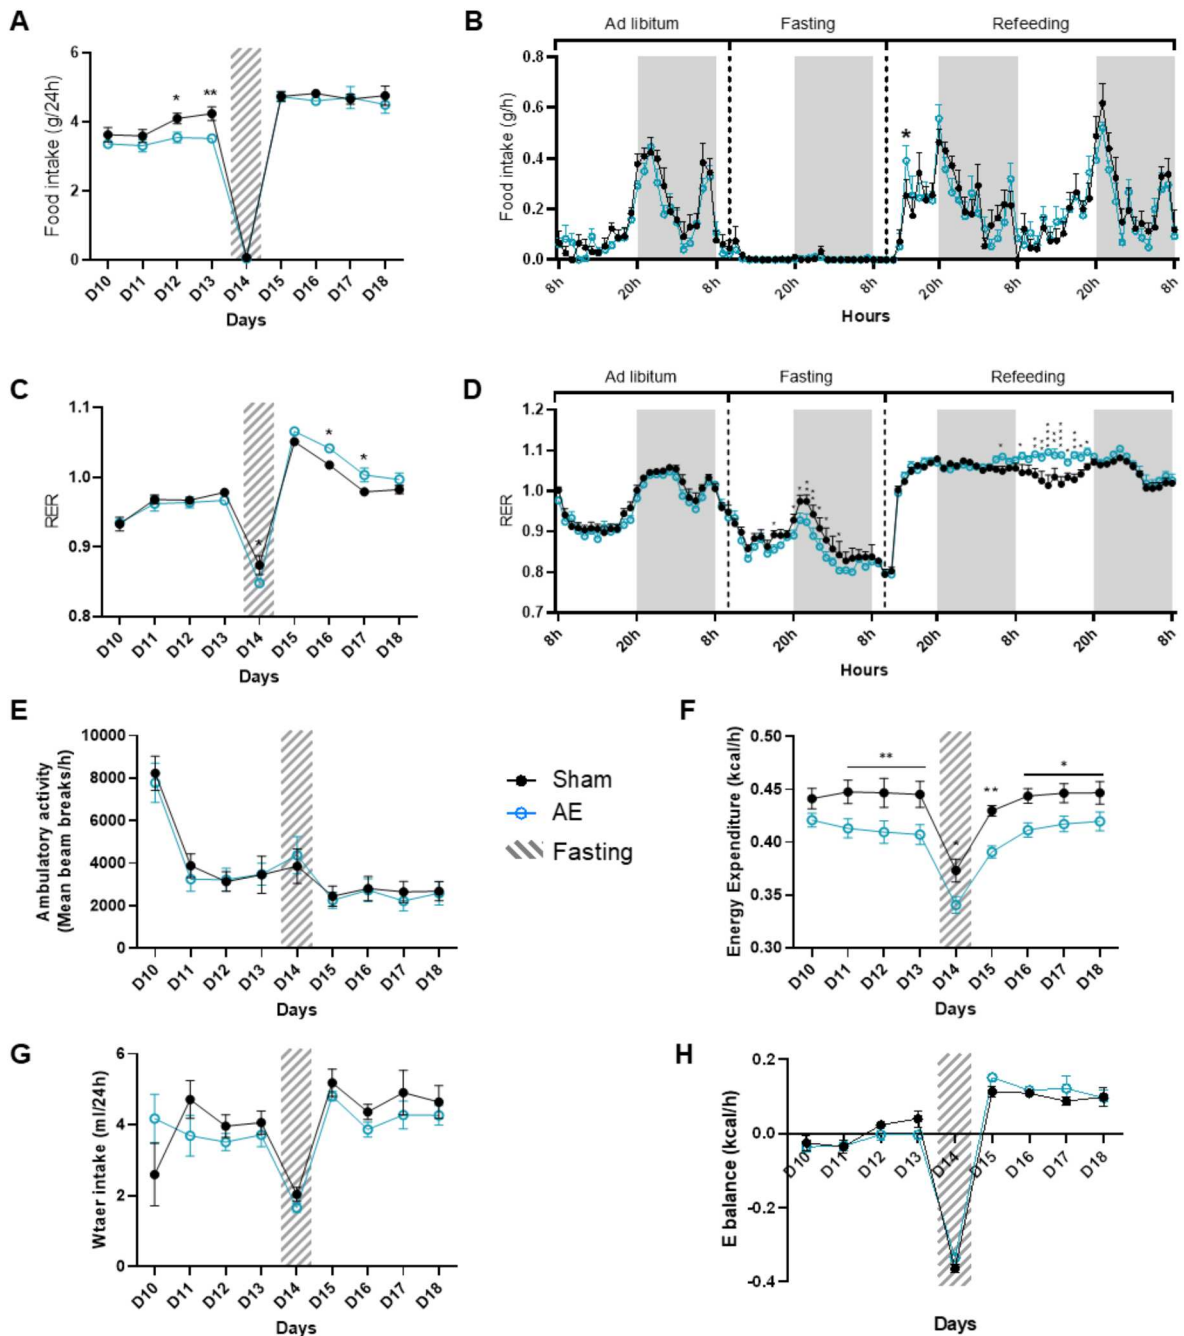 A
Food intake (g/24h)
6
4
2
0
*
**
D10
D11
D12
D13
D14
D15
D16
D17
D18
Days
B
Ad libitum
Fasting
Refeeding
Food intake (g/h)
0.8
0.6
0.4
0.2
0.0
*
8h
20h
8h
20h
8h
20h
8h
20h
8h
Hours
C
RER
1.1
1.0
0.9
0.8
*
*
*
D10
D11
D12
D13
D14
D15
D16
D17
D18
Days
D
Ad libitum
Fasting
Refeeding
RER
1.2
1.1
1.0
0.9
0.8
0.7
8h
20h
8h
20h
8h
20h
8h
20h
8h
Hours
E
Ambulatory activity
(Mean beam breaks/h)
10000
8000
6000
4000
2000
0
D10
D11
D12
D13
D14
D15
D16
D17
D18
Days
Sham
AE
Fasting
F
Energy Expenditure (kcal/h)
0.50
0.45
0.40
0.35
0.30
**
*
**
*
D10
D11
D12
D13
D14
D15
D16
D17
D18
Days
G
Wtaer intake (ml/24h)
6
4
2
0
D10
D11
D12
D13
D14
D15
D16
D17
D18
Days
H
E balance (kcal/h)
0.2
0.0
-0.2
-0.4
D10
D11
D12
D13
D14
D15
D16
D17
D18
Days